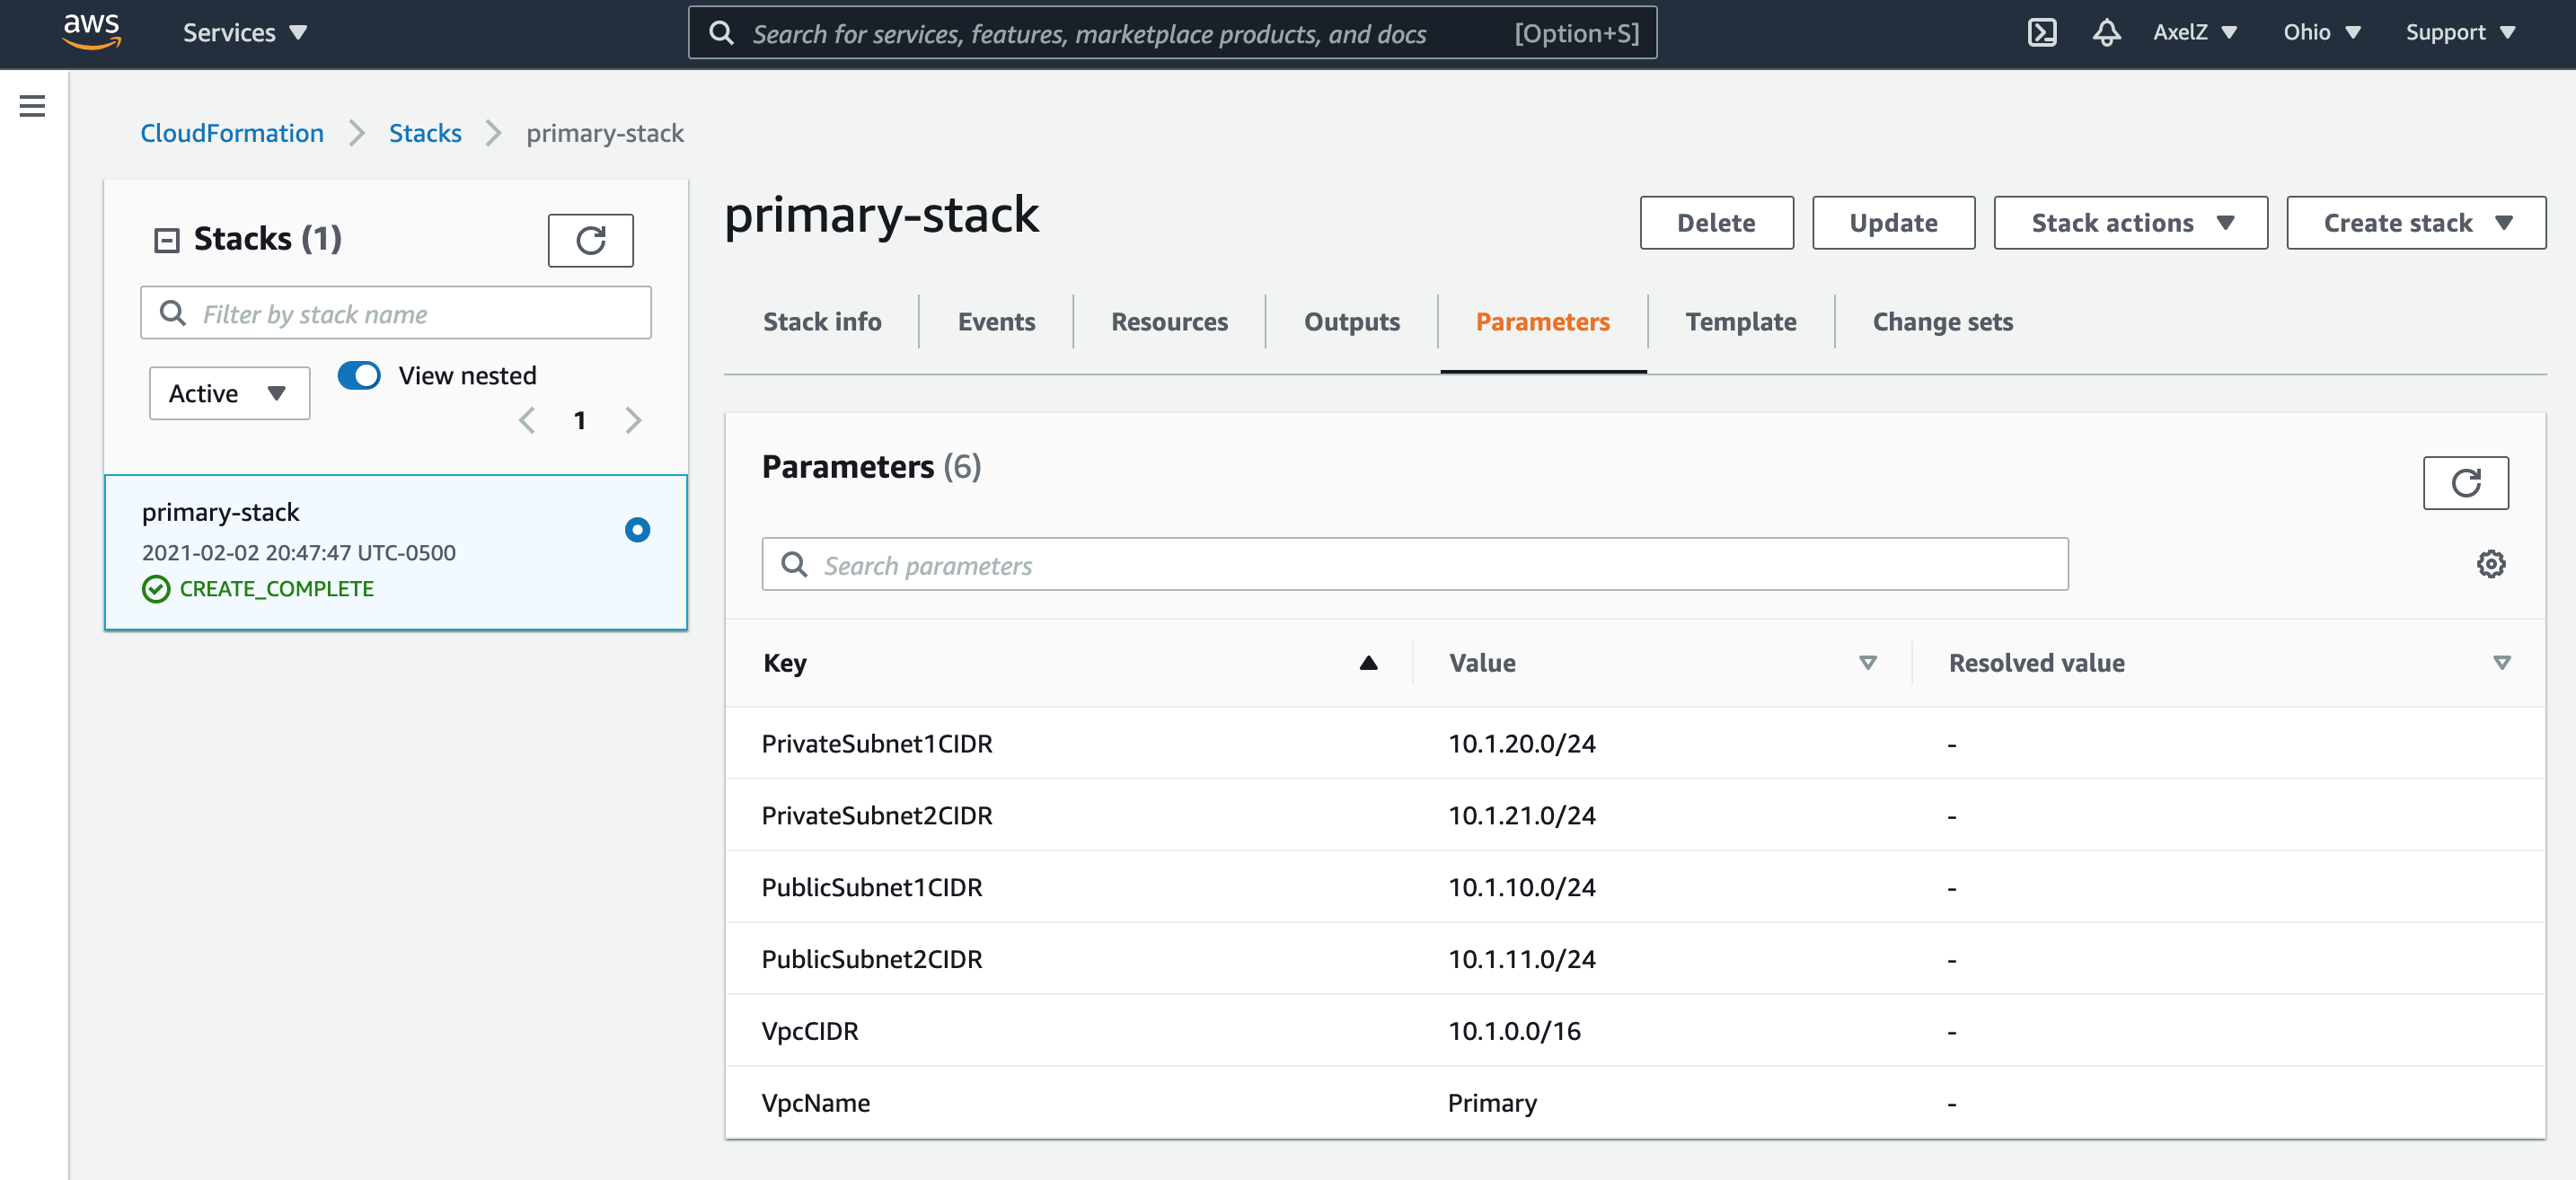 aws Services Search for services, features, marketplace products, and docs [Option+S] AxelZ Ohio Support
CloudFormation Stacks primary-stack
Stacks (1)
Filter by stack name
Active View nested
1
primary-stack
2021-02-02 20:47:47 UTC-0500
CREATE_COMPLETE
primary-stack
Delete Update Stack actions Create stack
Stack info Events Resources Outputs Parameters Template Change sets
Parameters (6)
Search parameters
Key Value Resolved value
PrivateSubnet1CIDR 10.1.20.0/24 -
PrivateSubnet2CIDR 10.1.21.0/24 -
PublicSubnet1CIDR 10.1.10.0/24 -
PublicSubnet2CIDR 10.1.11.0/24 -
VpcCIDR 10.1.0.0/16 -
VpcName Primary -